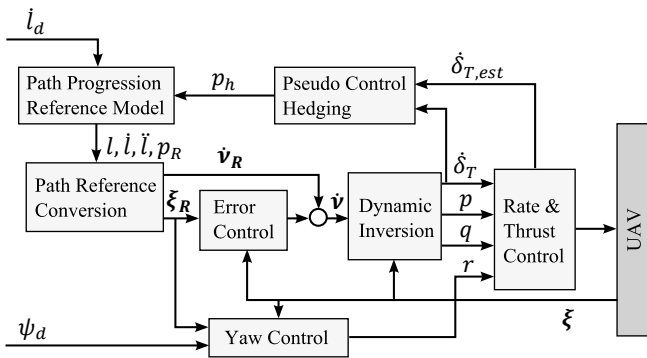 l̇_d
Path Progression
Reference Model
p_h
Pseudo Control
Hedging
δ̇_{T,est}
l, l̇, l̈, p_R
Path Reference
Conversion
ν̇_R
ξ_R
Error
Control
ν̇
Dynamic
Inversion
δ̇_T
p
q
r
Rate &
Thrust
Control
UAV
ξ
ψ_d
Yaw Control